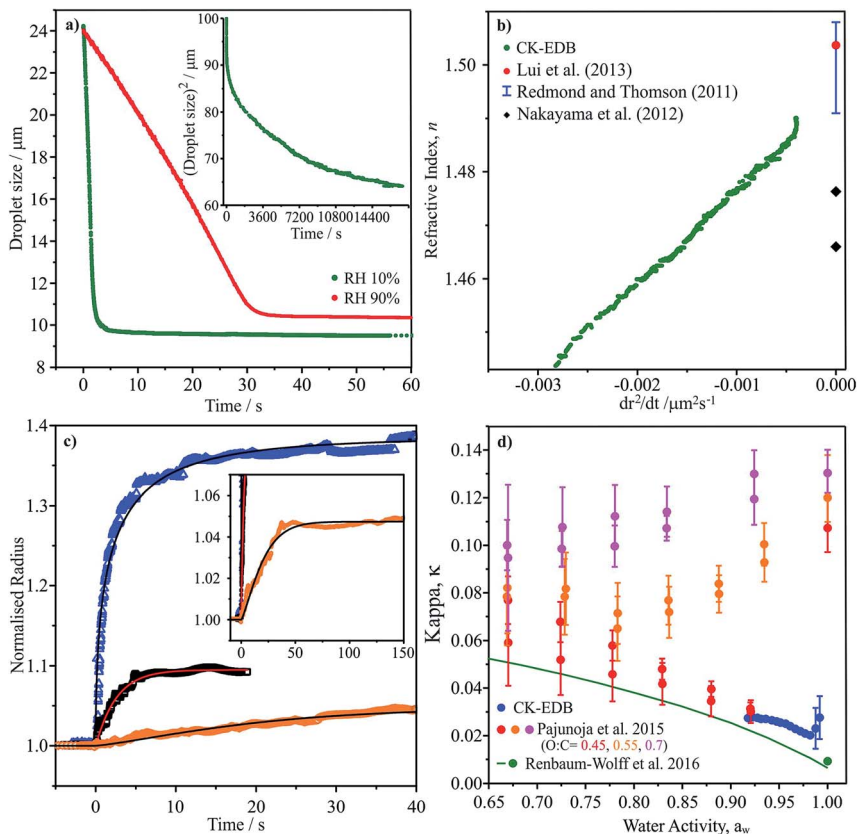 a)
Droplet size / μm
24
22
20
18
16
14
12
10
8
0
10
20
30
40
50
60
Time / s
RH 10%
RH 90%
(Droplet size)² / μm
100
90
80
70
60
0
3600
7200
10800
14400
Time / s
b)
CK-EDB
Lui et al. (2013)
Redmond and Thomson (2011)
Nakayama et al. (2012)
Refractive Index, n
1.50
1.48
1.46
-0.003
-0.002
-0.001
0.000
dr²/dt /μm²s⁻¹
c)
Normalised Radius
1.4
1.3
1.2
1.1
1.0
0
10
20
30
40
Time / s
1.06
1.04
1.02
1.00
0
50
100
150
d)
Kappa, κ
0.14
0.12
0.10
0.08
0.06
0.04
0.02
0.00
0.65
0.70
0.75
0.80
0.85
0.90
0.95
1.00
Water Activity, aw
CK-EDB
Pajunoja et al. 2015
(O:C= 0.45, 0.55, 0.7)
Renbaum-Wolff et al. 2016